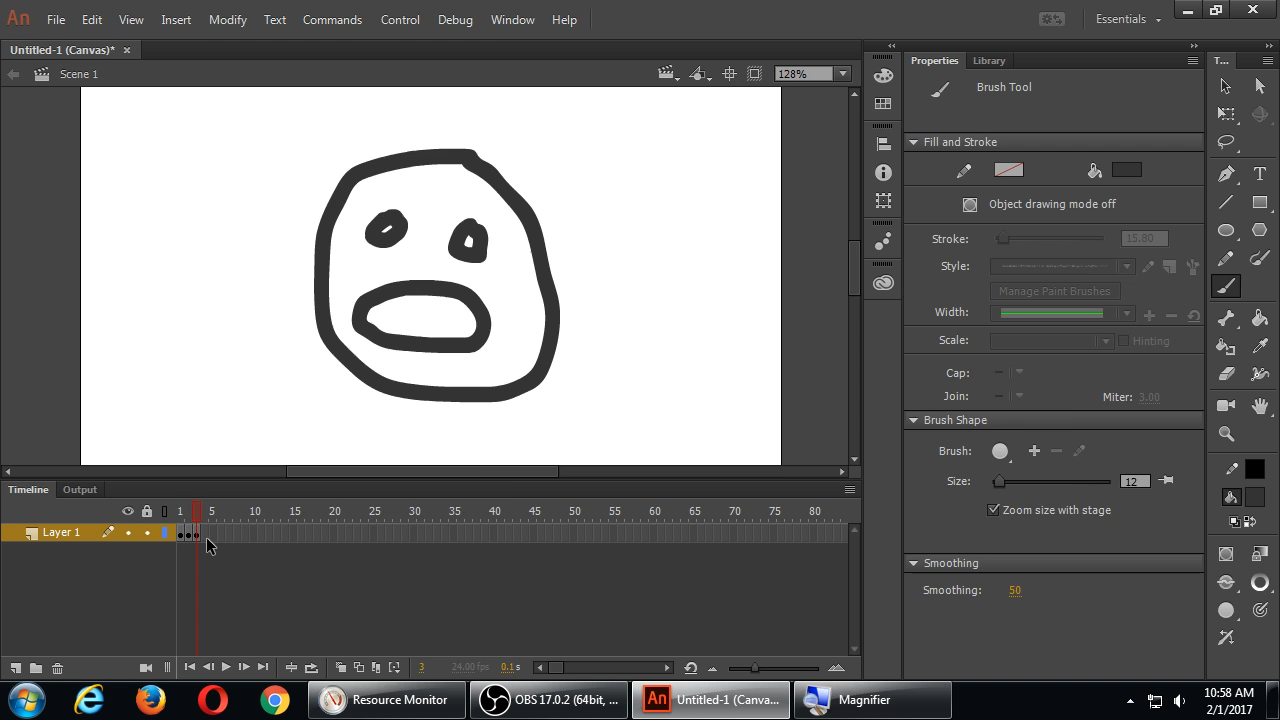 An File Edit View Insert Modify Text Commands Control Debug Window Help Essentials
Untitled-1 (Canvas)* ×
Scene 1 128%
Properties Library T...
Brush Tool
Fill and Stroke
Object drawing mode off
Stroke: 15.80
Style:
Manage Paint Brushes
Width:
Scale: Hinting
Cap:
Join: Miter: 3.00
Brush Shape
Brush:
Size: 12
Zoom size with stage
Smoothing
Smoothing: 50
Timeline Output
1 5 10 15 20 25 30 35 40 45 50 55 60 65 70 75 80
Layer 1
3 24.00 fps 0.1 s
Resource Monitor OBS 17.0.2 (64bit, ... An Untitled-1 (Canva... Magnifier
10:58 AM
2/1/2017